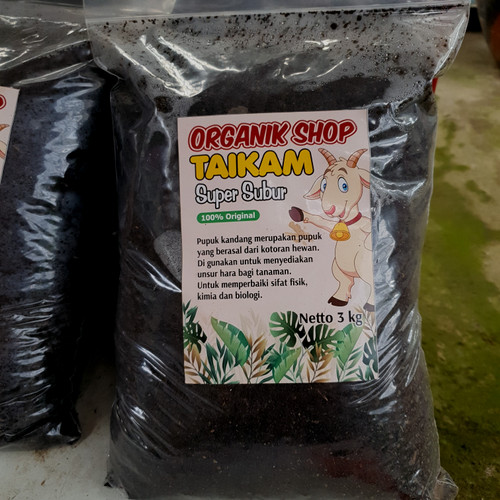 ORGANIK SHOP
TAIKAM
Super Subur
100% Original
Pupuk kandang merupakan pupuk
yang berasal dari kotoran hewan.
Di gunakan untuk menyediakan
unsur hara bagi tanaman.
Untuk memperbaiki sifat fisik,
kimia dan biologi.
Netto 3 kg